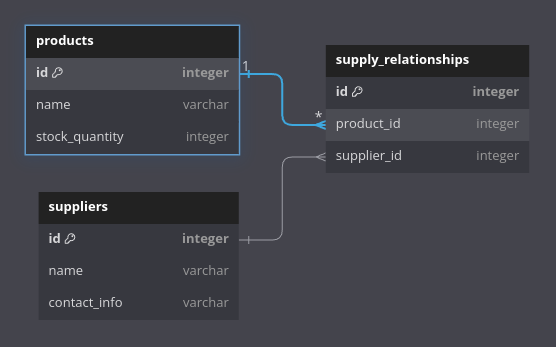 products
id integer
name varchar
stock_quantity integer
1
*
supply_relationships
id integer
product_id integer
supplier_id integer
suppliers
id integer
name varchar
contact_info varchar